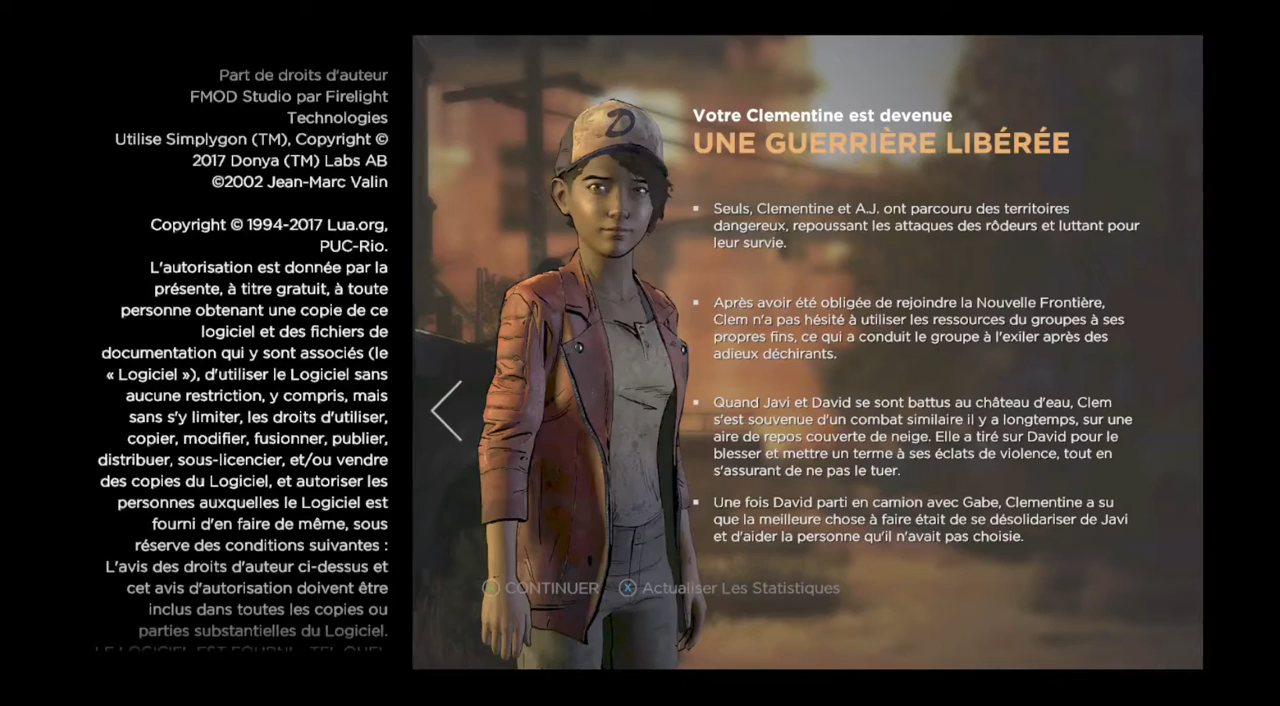 Part de droits d'auteur
FMOD Studio par Firelight
Technologies
Utilise Simplygon (TM), Copyright ©
2017 Donya (TM) Labs AB
©2002 Jean-Marc Valin
Copyright © 1994-2017 Lua.org,
PUC-Rio.
L'autorisation est donnée par la
présente, à titre gratuit, à toute
personne obtenant une copie de ce
logiciel et des fichiers de
documentation qui y sont associés (le
« Logiciel »), d'utiliser le Logiciel sans
aucune restriction, y compris, mais
sans s'y limiter, les droits d'utiliser,
copier, modifier, fusionner, publier,
distribuer, sous-licencier, et/ou vendre
des copies du Logiciel, et autoriser les
personnes auxquelles le Logiciel est
fourni d'en faire de même, sous
réserve des conditions suivantes :
L'avis des droits d'auteur ci-dessus et
cet avis d'autorisation doivent être
inclus dans toutes les copies ou
parties substantielles du Logiciel.
LE LOGICIEL EST FOURNI
D
Votre Clementine est devenue
UNE GUERRIÈRE LIBÉRÉE
Seuls, Clementine et A.J. ont parcouru des territoires
dangereux, repoussant les attaques des rôdeurs et luttant pour
leur survie.
Après avoir été obligée de rejoindre la Nouvelle Frontière,
Clem n'a pas hésité à utiliser les ressources du groupes à ses
propres fins, ce qui a conduit le groupe à l'exiler après des
adieux déchirants.
Quand Javi et David se sont battus au château d'eau, Clem
s'est souvenue d'un combat similaire il y a longtemps, sur une
aire de repos couverte de neige. Elle a tiré sur David pour le
blesser et mettre un terme à ses éclats de violence, tout en
s'assurant de ne pas le tuer.
Une fois David parti en camion avec Gabe, Clementine a su
que la meilleure chose à faire était de se désolidariser de Javi
et d'aider la personne qu'il n'avait pas choisie.
CONTINUER X Actualiser Les Statistiques